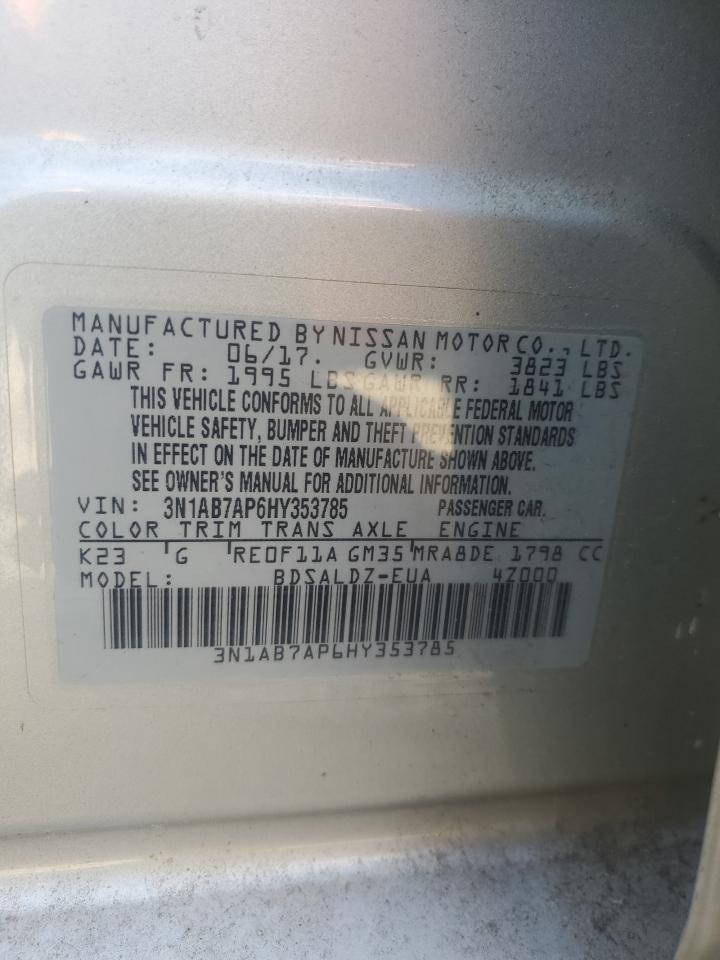 MANUFACTURED BY NISSAN MOTOR CO., LTD.
DATE: 06/17. GVWR: 3823 LBS
GAWR FR: 1995 LBS GAWR RR: 1841 LBS
THIS VEHICLE CONFORMS TO ALL APPLICABLE FEDERAL MOTOR
VEHICLE SAFETY, BUMPER AND THEFT PREVENTION STANDARDS
IN EFFECT ON THE DATE OF MANUFACTURE SHOWN ABOVE.
SEE OWNER'S MANUAL FOR ADDITIONAL INFORMATION.
VIN: 3N1AB7AP6HY353785 PASSENGER CAR.
COLOR TRIM TRANS AXLE ENGINE
K23 G RE0F11A GM35 MRA8DE 1798 CC
MODEL: BDSALDZ-EUA 4Z000
3N1AB7AP6HY353785